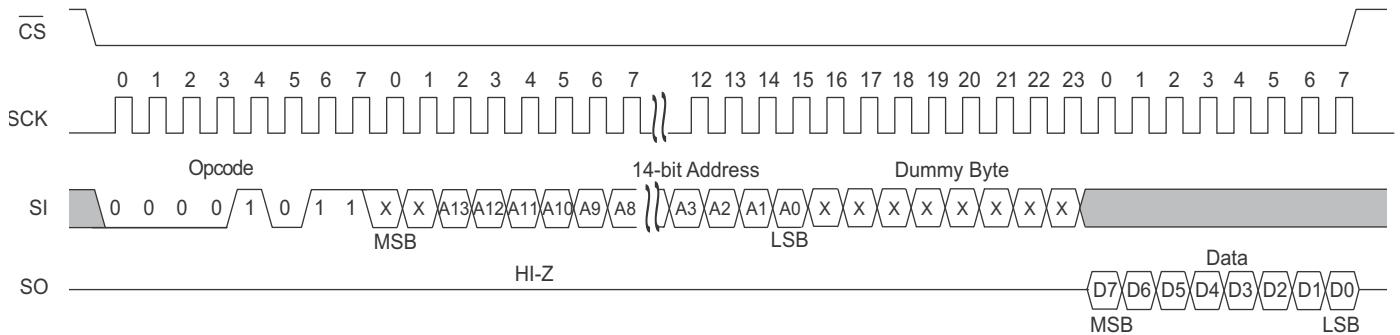 CS
0 1 2 3 4 5 6 7 0 1 2 3 4 5 6 7 12 13 14 15 16 17 18 19 20 21 22 23 0 1 2 3 4 5 6 7
SCK
Opcode 14-bit Address Dummy Byte
SI 0 0 0 0 1 0 1 1 X X A13 A12 A11 A10 A9 A8 A3 A2 A1 A0 X X X X X X X X
MSB LSB
HI-Z Data
SO D7 D6 D5 D4 D3 D2 D1 D0
MSB LSB